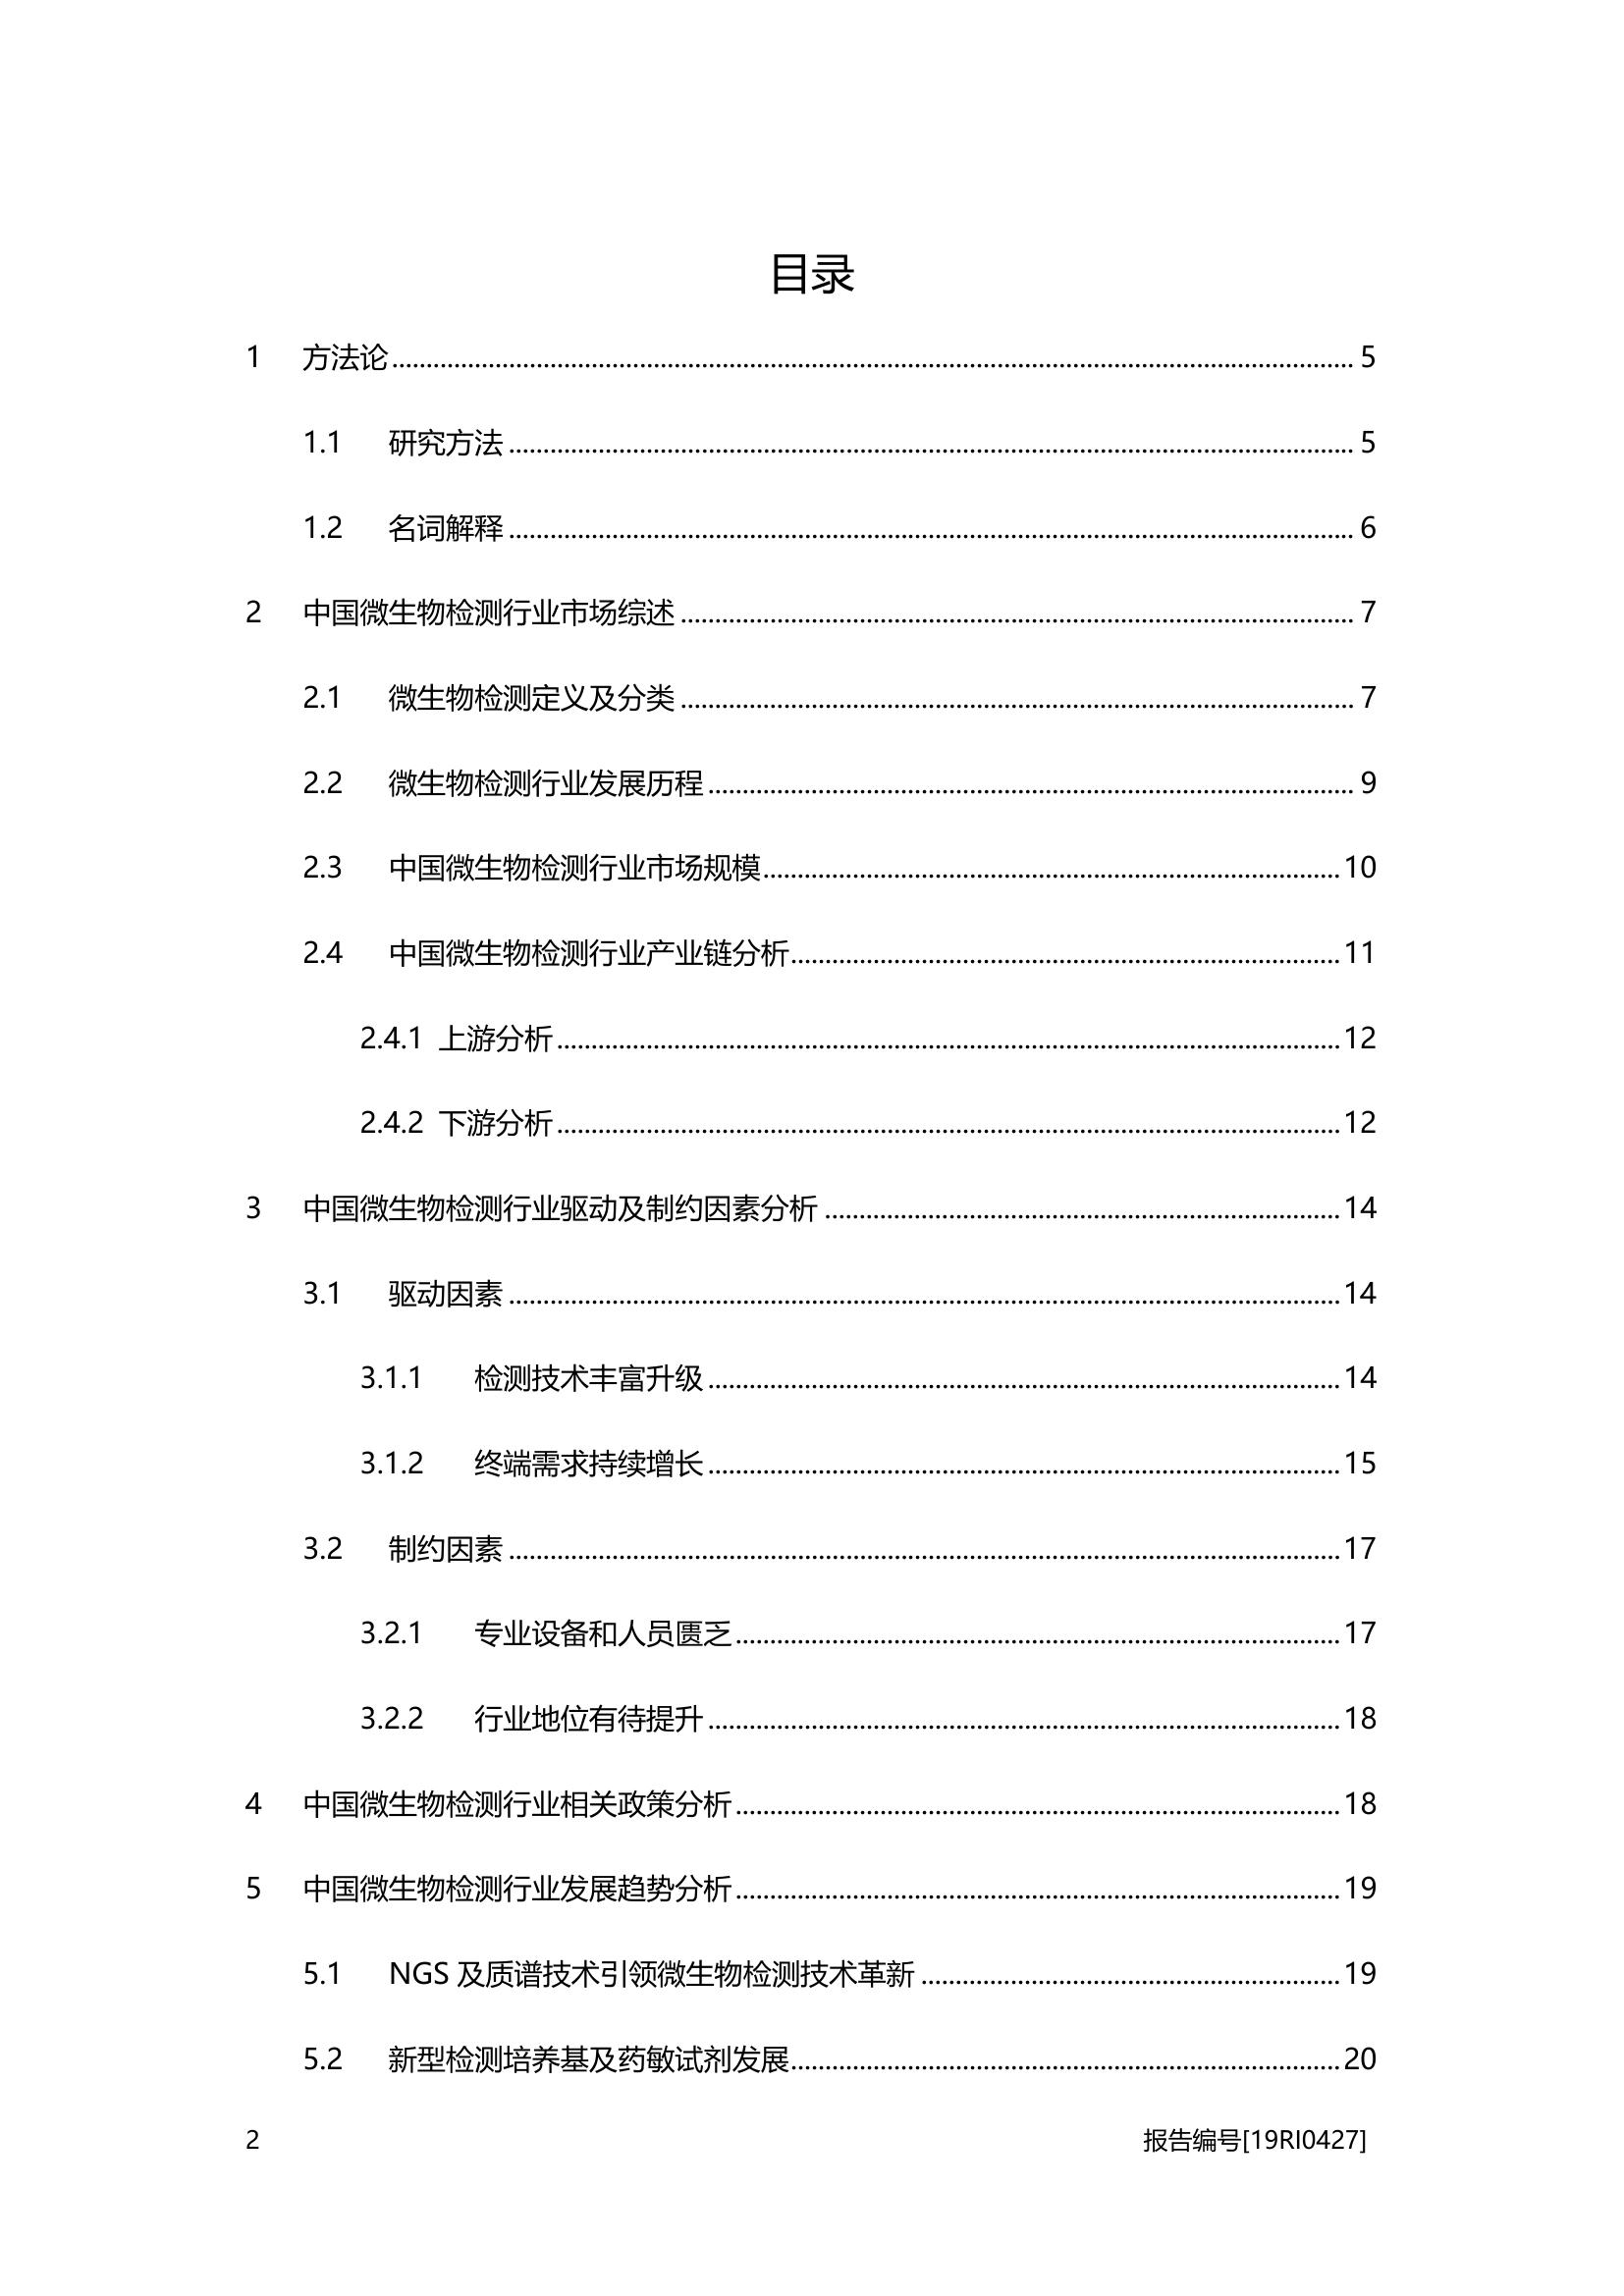 目录
1 方法论 5
1.1 研究方法 5
1.2 名词解释 6
2 中国微生物检测行业市场综述 7
2.1 微生物检测定义及分类 7
2.2 微生物检测行业发展历程 9
2.3 中国微生物检测行业市场规模 10
2.4 中国微生物检测行业产业链分析 11
2.4.1 上游分析 12
2.4.2 下游分析 12
3 中国微生物检测行业驱动及制约因素分析 14
3.1 驱动因素 14
3.1.1 检测技术丰富升级 14
3.1.2 终端需求持续增长 15
3.2 制约因素 17
3.2.1 专业设备和人员匮乏 17
3.2.2 行业地位有待提升 18
4 中国微生物检测行业相关政策分析 18
5 中国微生物检测行业发展趋势分析 19
5.1 NGS 及质谱技术引领微生物检测技术革新 19
5.2 新型检测培养基及药敏试剂发展 20
2 报告编号[19RI0427]